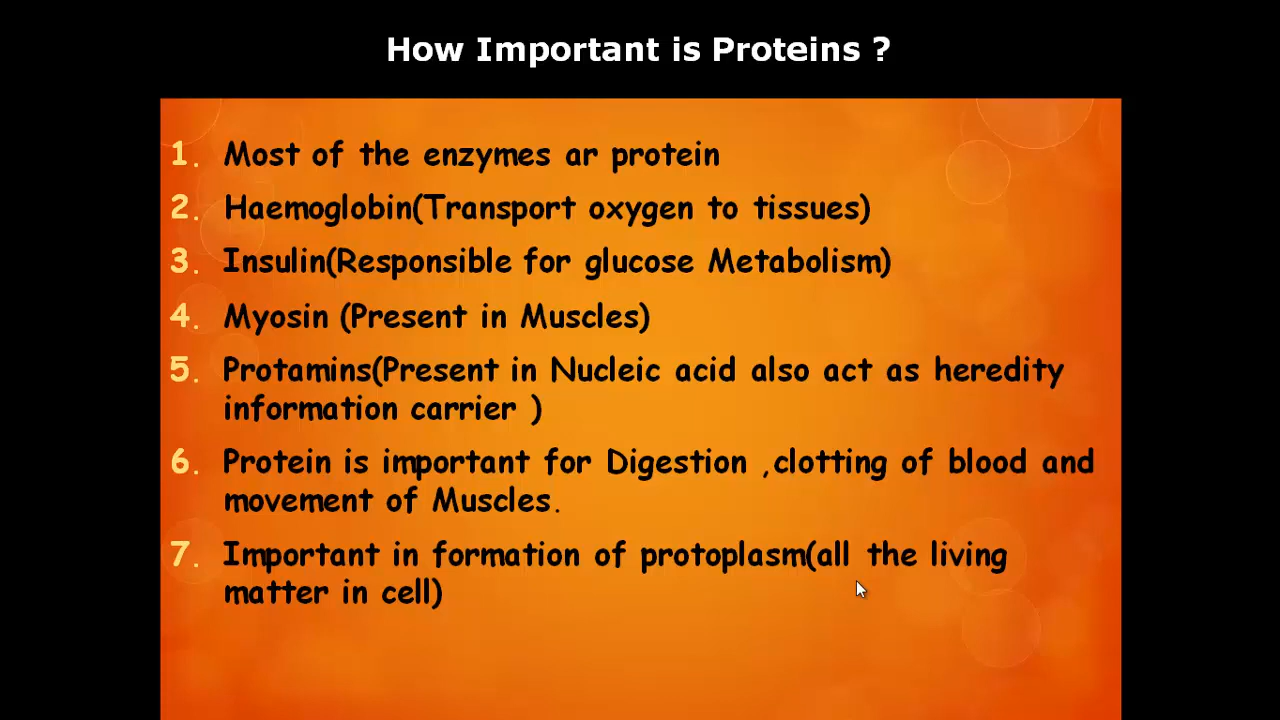 How Important is Proteins ?
1. Most of the enzymes ar protein
2. Haemoglobin(Transport oxygen to tissues)
3. Insulin(Responsible for glucose Metabolism)
4. Myosin (Present in Muscles)
5. Protamins(Present in Nucleic acid also act as heredity
information carrier )
6. Protein is important for Digestion ,clotting of blood and
movement of Muscles.
7. Important in formation of protoplasm(all the living
matter in cell)